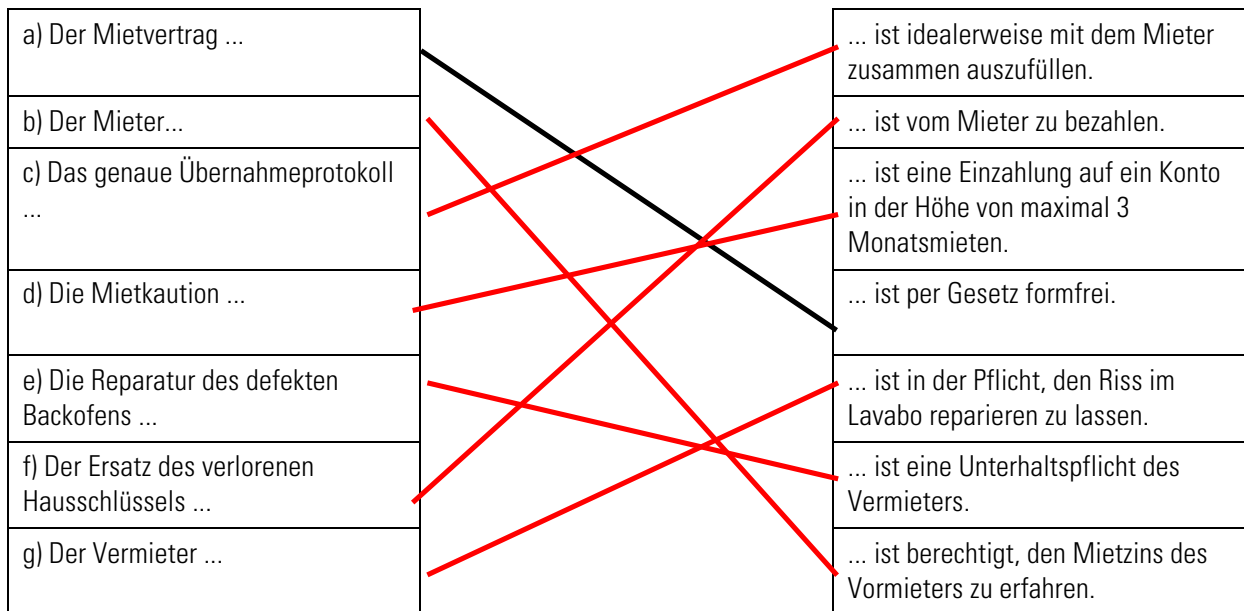 a) Der Mietvertrag ...
b) Der Mieter...
c) Das genaue Übernahmeprotokoll
...
d) Die Mietkaution ...
e) Die Reparatur des defekten
Backofens ...
f) Der Ersatz des verlorenen
Hausschlüssels ...
g) Der Vermieter ...
... ist idealerweise mit dem Mieter
zusammen auszufüllen.
... ist vom Mieter zu bezahlen.
... ist eine Einzahlung auf ein Konto
in der Höhe von maximal 3
Monatsmieten.
... ist per Gesetz formfrei.
... ist in der Pflicht, den Riss im
Lavabo reparieren zu lassen.
... ist eine Unterhaltspflicht des
Vermieters.
... ist berechtigt, den Mietzins des
Vormieters zu erfahren.